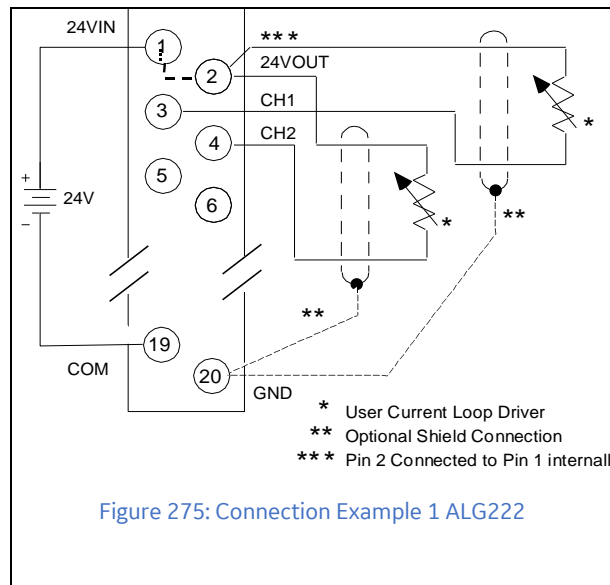 24VIN
1
***
2
24VOUT
3
CH1
*
4
CH2
5
+
24V
6
*
−
**
**
19
COM
20
GND
* User Current Loop Driver
** Optional Shield Connection
*** Pin 2 Connected to Pin 1 internall
Figure 275: Connection Example 1 ALG222